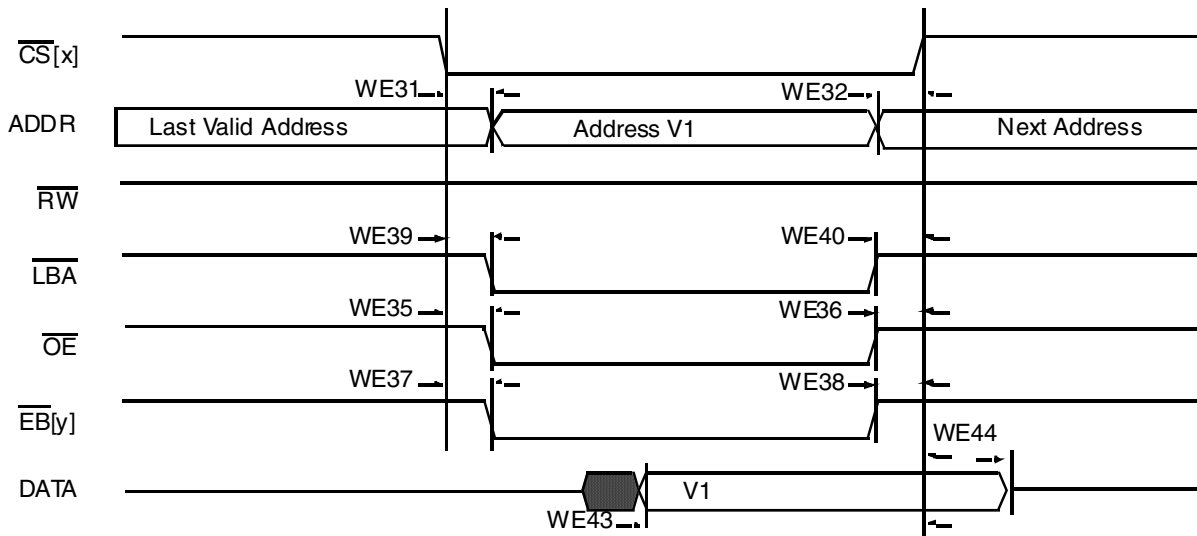 CS[x]
WE31
WE32
ADDR
Last Valid Address
Address V1
Next Address
RW
WE39
WE40
LBA
WE35
WE36
OE
WE37
WE38
EB[y]
WE44
DATA
V1
WE43